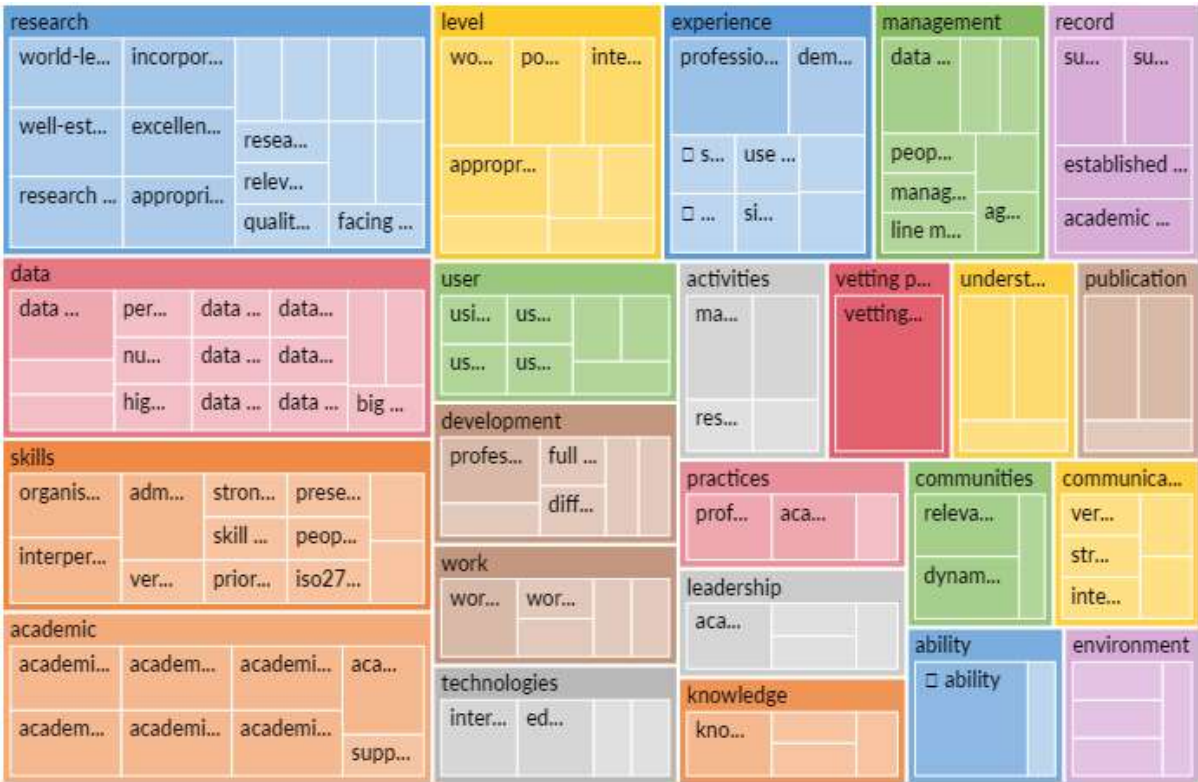 research
world-le...
incorpor...
well-est...
excellen...
research ...
appropri...
resea...
relev...
qualit...
facing ...
data
data ...
per...
data ...
data...
nu...
data ...
data...
hig...
data ...
data ...
big ...
skills
organis...
adm...
stron...
prese...
interper...
skill ...
peop...
ver...
prior...
iso27...
academic
academi...
academ...
academi...
aca...
academ...
academi...
academi...
supp...
level
wo...
po...
inte...
appropr...
experience
professio...
dem...
□ s...
use ...
□ ...
si...
management
data ...
peop...
manag...
line m...
ag...
record
su...
su...
established ...
academic ...
user
usi...
us...
us...
us...
development
profes...
full ...
diff...
work
wor...
wor...
technologies
inter...
ed...
activities
ma...
res...
vetting p...
vetting...
underst...
publication
practices
prof...
aca...
leadership
aca...
knowledge
kno...
communities
releva...
dynam...
communica...
ver...
str...
inte...
ability
□ ability
environment